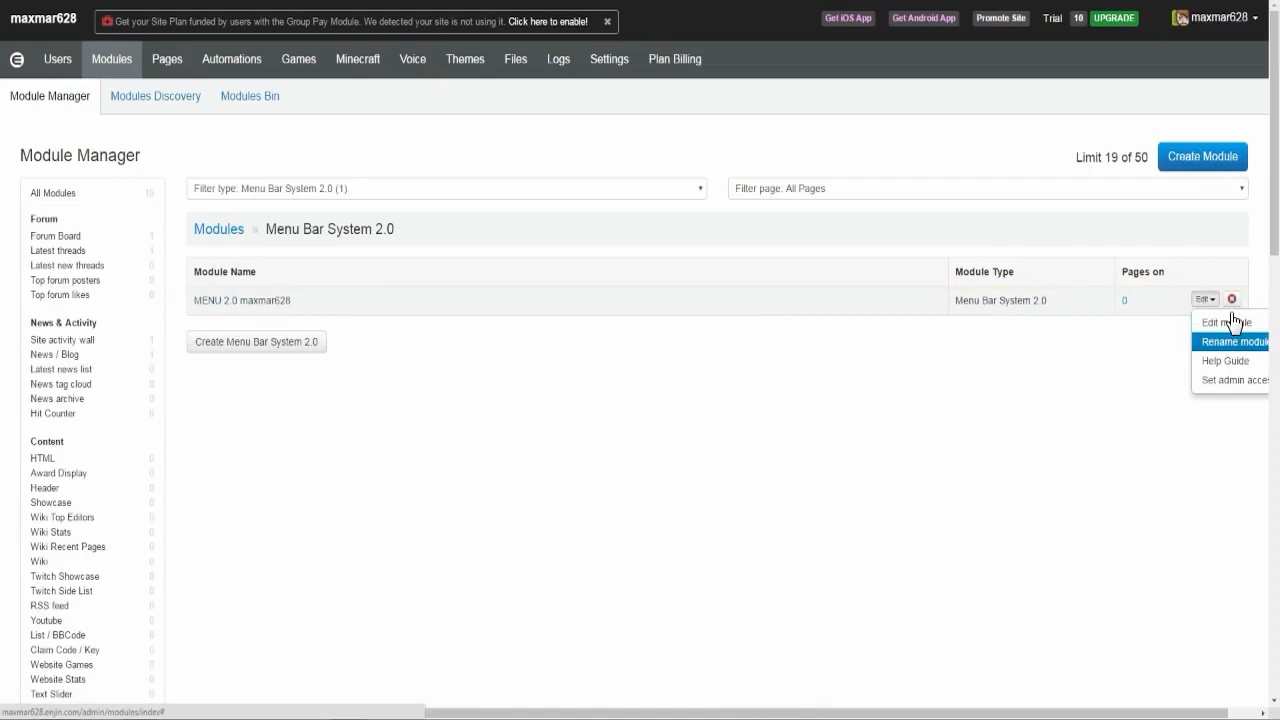 maxmar628
Get your Site Plan funded by users with the Group Pay Module. We detected your site is not using it. Click here to enable!
Get iOS App
Get Android App
Promote Site
Trial 10 UPGRADE
maxmar628
Users Modules Pages Automations Games Minecraft Voice Themes Files Logs Settings Plan Billing
Module Manager Modules Discovery Modules Bin
Module Manager
Limit 19 of 50
Create Module
All Modules 19
Filter type: Menu Bar System 2.0 (1)
Filter page: All Pages
Modules » Menu Bar System 2.0
Module Name Module Type Pages on
MENU 2.0 maxmar628 Menu Bar System 2.0 0 Edit
Create Menu Bar System 2.0
Edit
Rename modul
Help Guide
Set admin acce
Forum
Forum Board 1
Latest threads 1
Latest new threads 0
Top forum posters 0
Top forum likes 0
News & Activity
Site activity wall 1
News / Blog 1
Latest news list 0
News tag cloud 0
News archive 0
Hit Counter 0
Content
HTML 0
Award Display 0
Header 0
Showcase 0
Wiki Top Editors 0
Wiki Stats 0
Wiki Recent Pages 0
Wiki 0
Twitch Showcase 0
Twitch Side List 0
RSS feed 0
Youtube 0
List / BBCode 0
Claim Code / Key 0
Website Games 0
Website Stats 0
Text Slider 0
maxmar628.enjin.com/admin/modules/index#